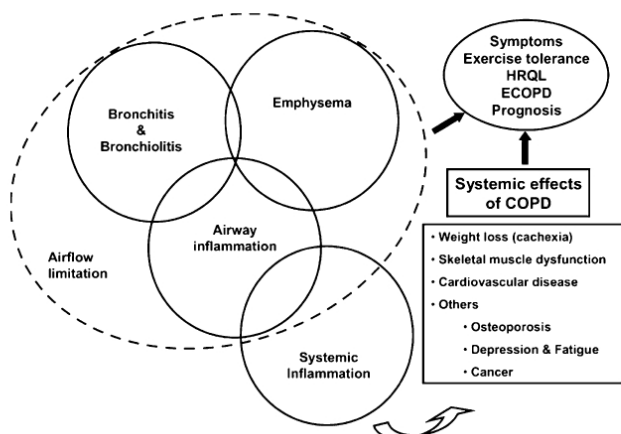 Symptoms
Exercise tolerance
HRQL
ECOPD
Prognosis
Bronchitis
&
Bronchiolitis
Emphysema
Airway
inflammation
Airflow
limitation
Systemic
Inflammation
Systemic effects
of COPD
• Weight loss (cachexia)
• Skeletal muscle dysfunction
• Cardiovascular disease
• Others
• Osteoporosis
• Depression & Fatigue
• Cancer